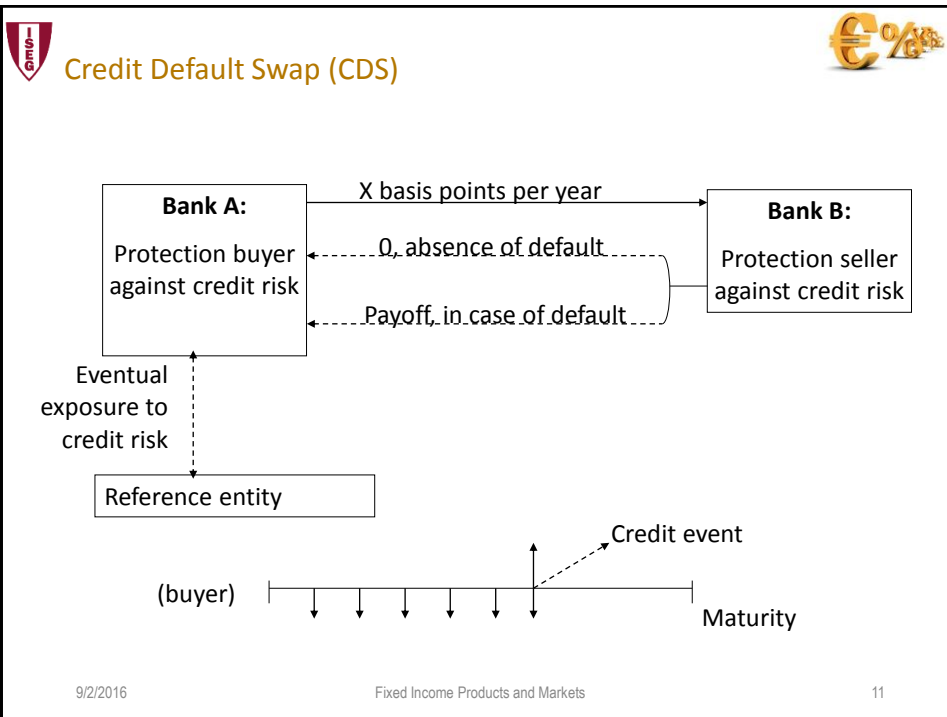 ISEG
Credit Default Swap (CDS)
€%
Bank A:
Protection buyer
against credit risk
X basis points per year
0, absence of default
Payoff, in case of default
Bank B:
Protection seller
against credit risk
Eventual
exposure to
credit risk
Reference entity
Credit event
(buyer)
Maturity
9/2/2016
Fixed Income Products and Markets
11